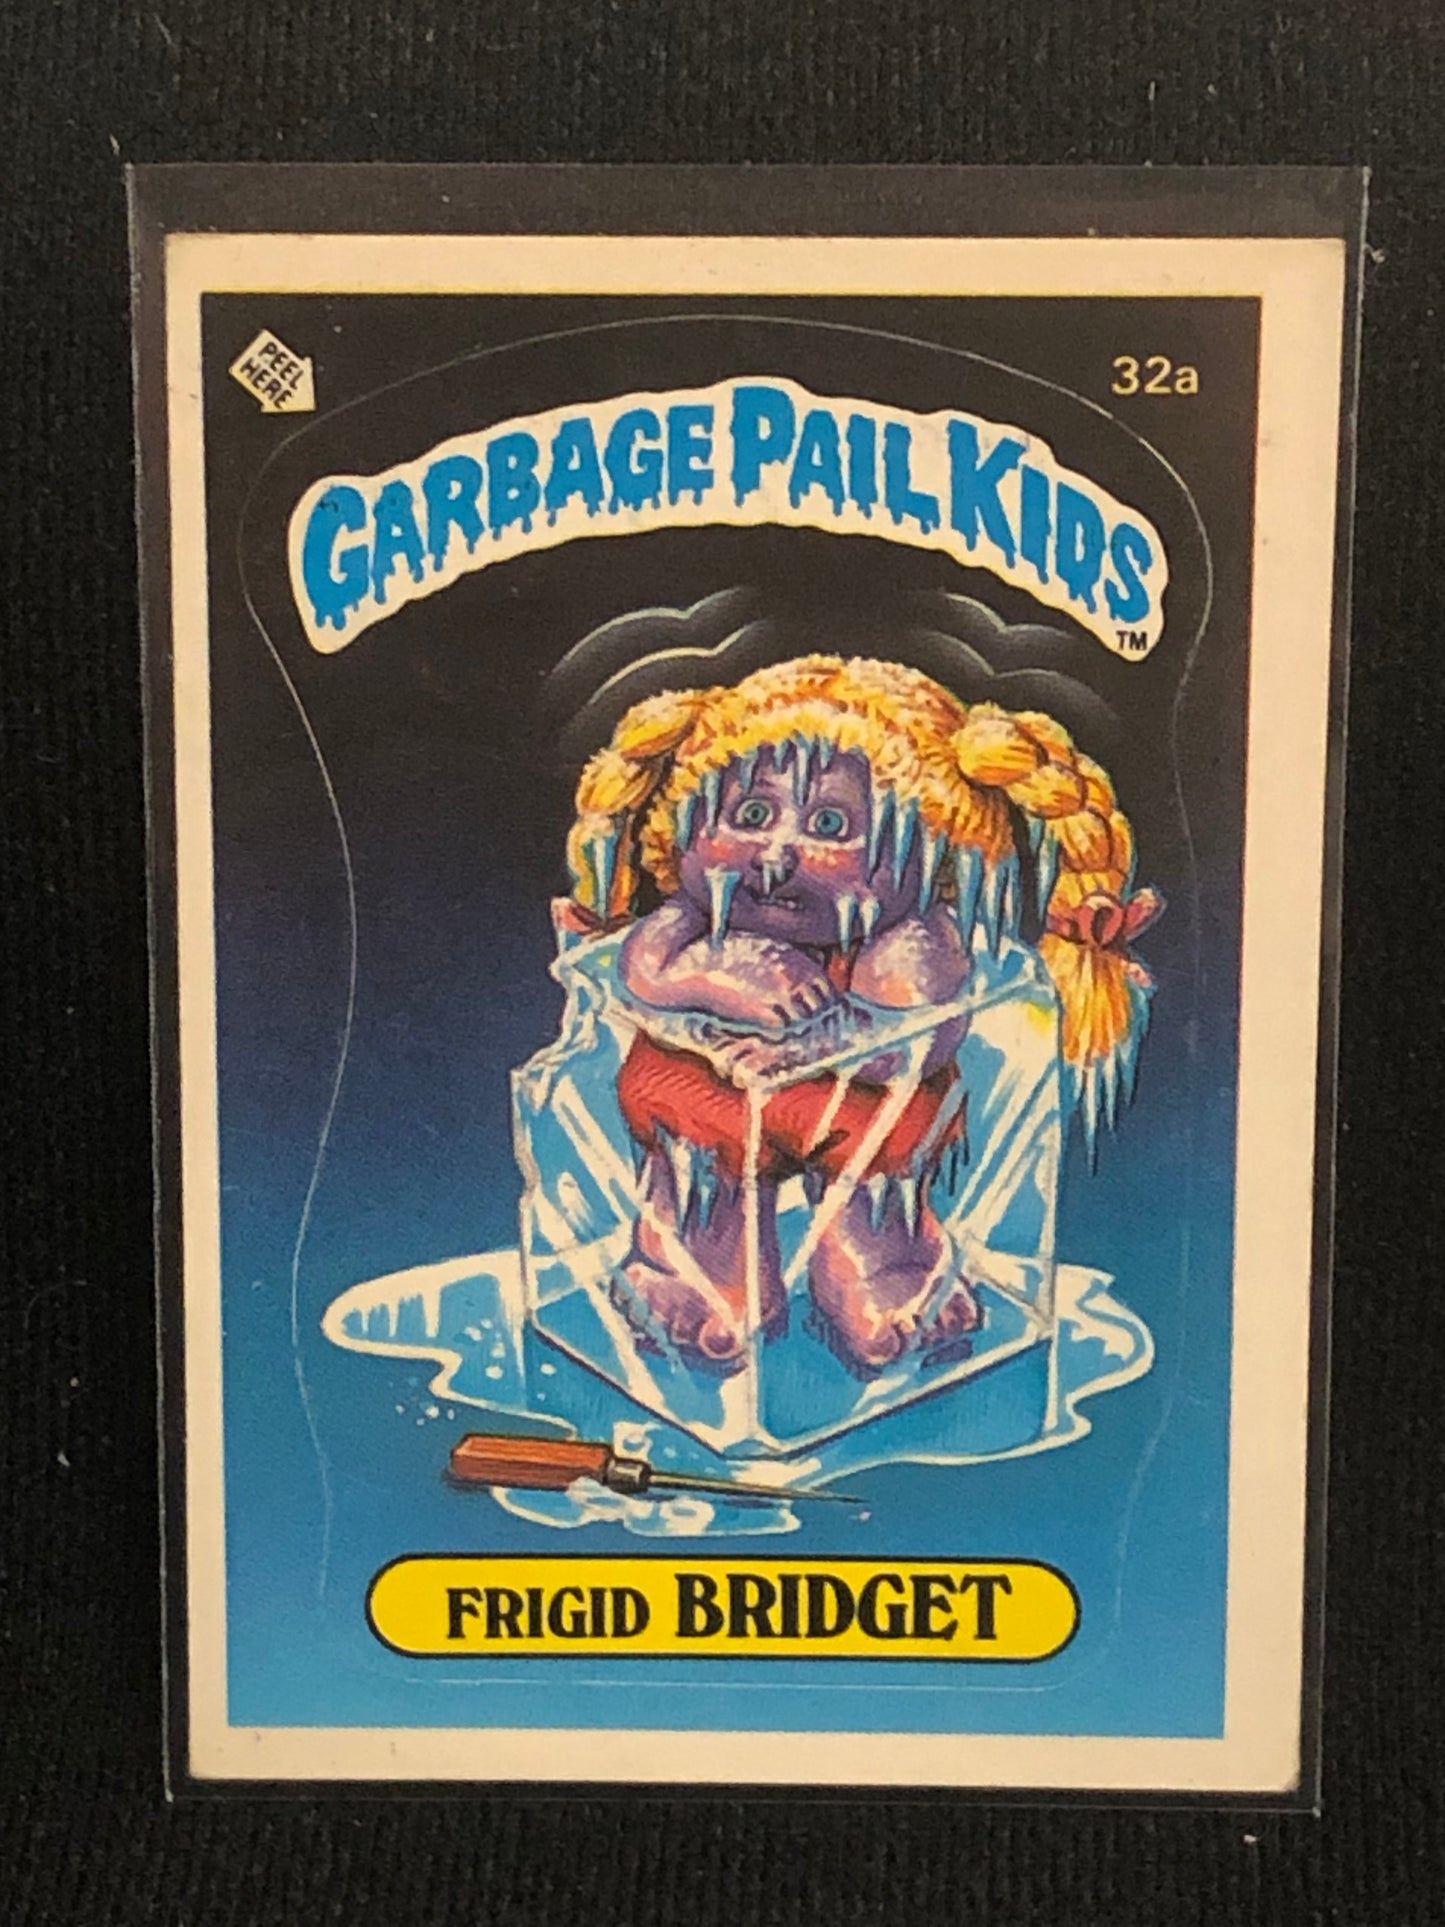 PEEL
HERE
32a
GARBAGE PAIL KIDS
TM
FRIGID BRIDGET